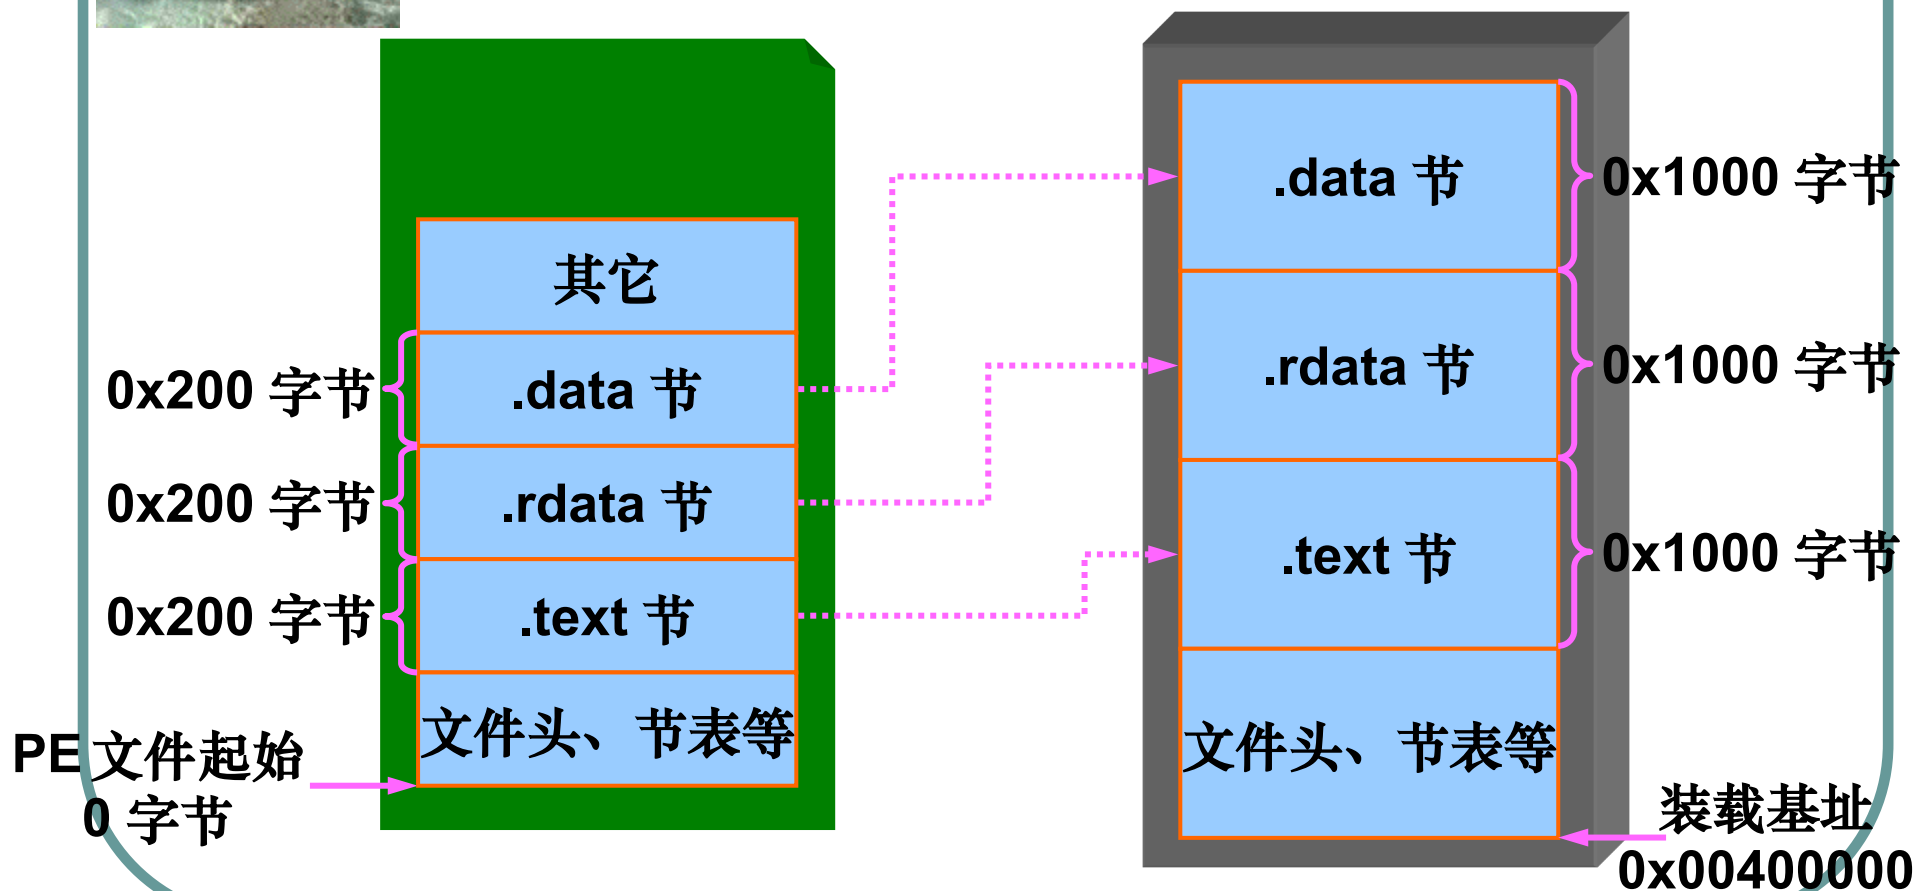 其它
0x200 字节
.data 节
0x200 字节
.rdata 节
0x200 字节
.text 节
文件头、节表等
PE 文件起始
0 字节
.data 节
0x1000 字节
.rdata 节
0x1000 字节
.text 节
0x1000 字节
文件头、节表等
装载基址
0x00400000